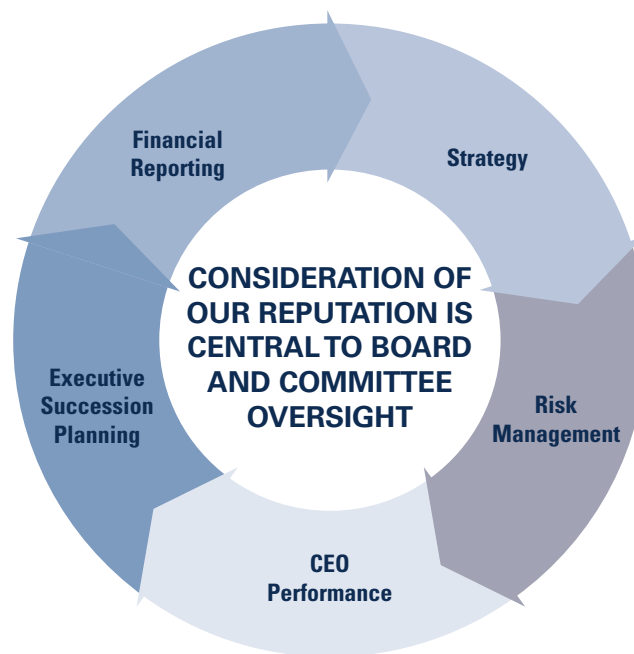 Financial
Reporting
Strategy
CONSIDERATION OF
OUR REPUTATION IS
CENTRAL TO BOARD
AND COMMITTEE
OVERSIGHT
Executive
Succession
Planning
Risk
Management
CEO
Performance